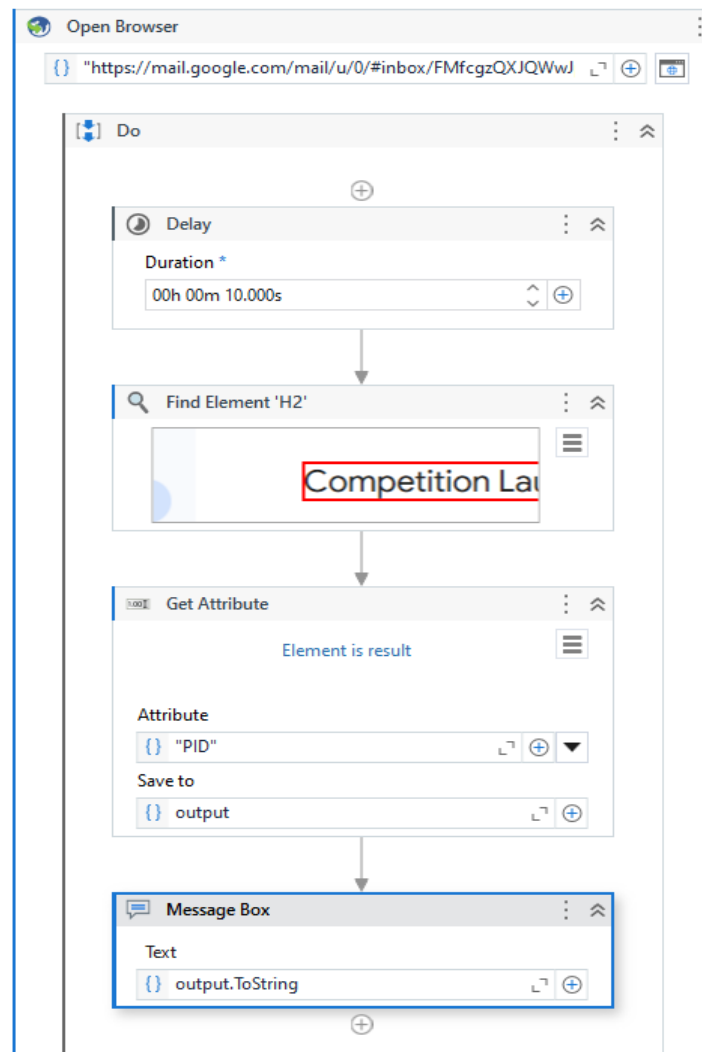 Open Browser
"https://mail.google.com/mail/u/0/#inbox/FMfcgzQXJQWwJ
Do
Delay
Duration *
00h 00m 10.000s
Find Element 'H2'
Competition Lau
Get Attribute
Element is result
Attribute
"PID"
Save to
output
Message Box
Text
output.ToString